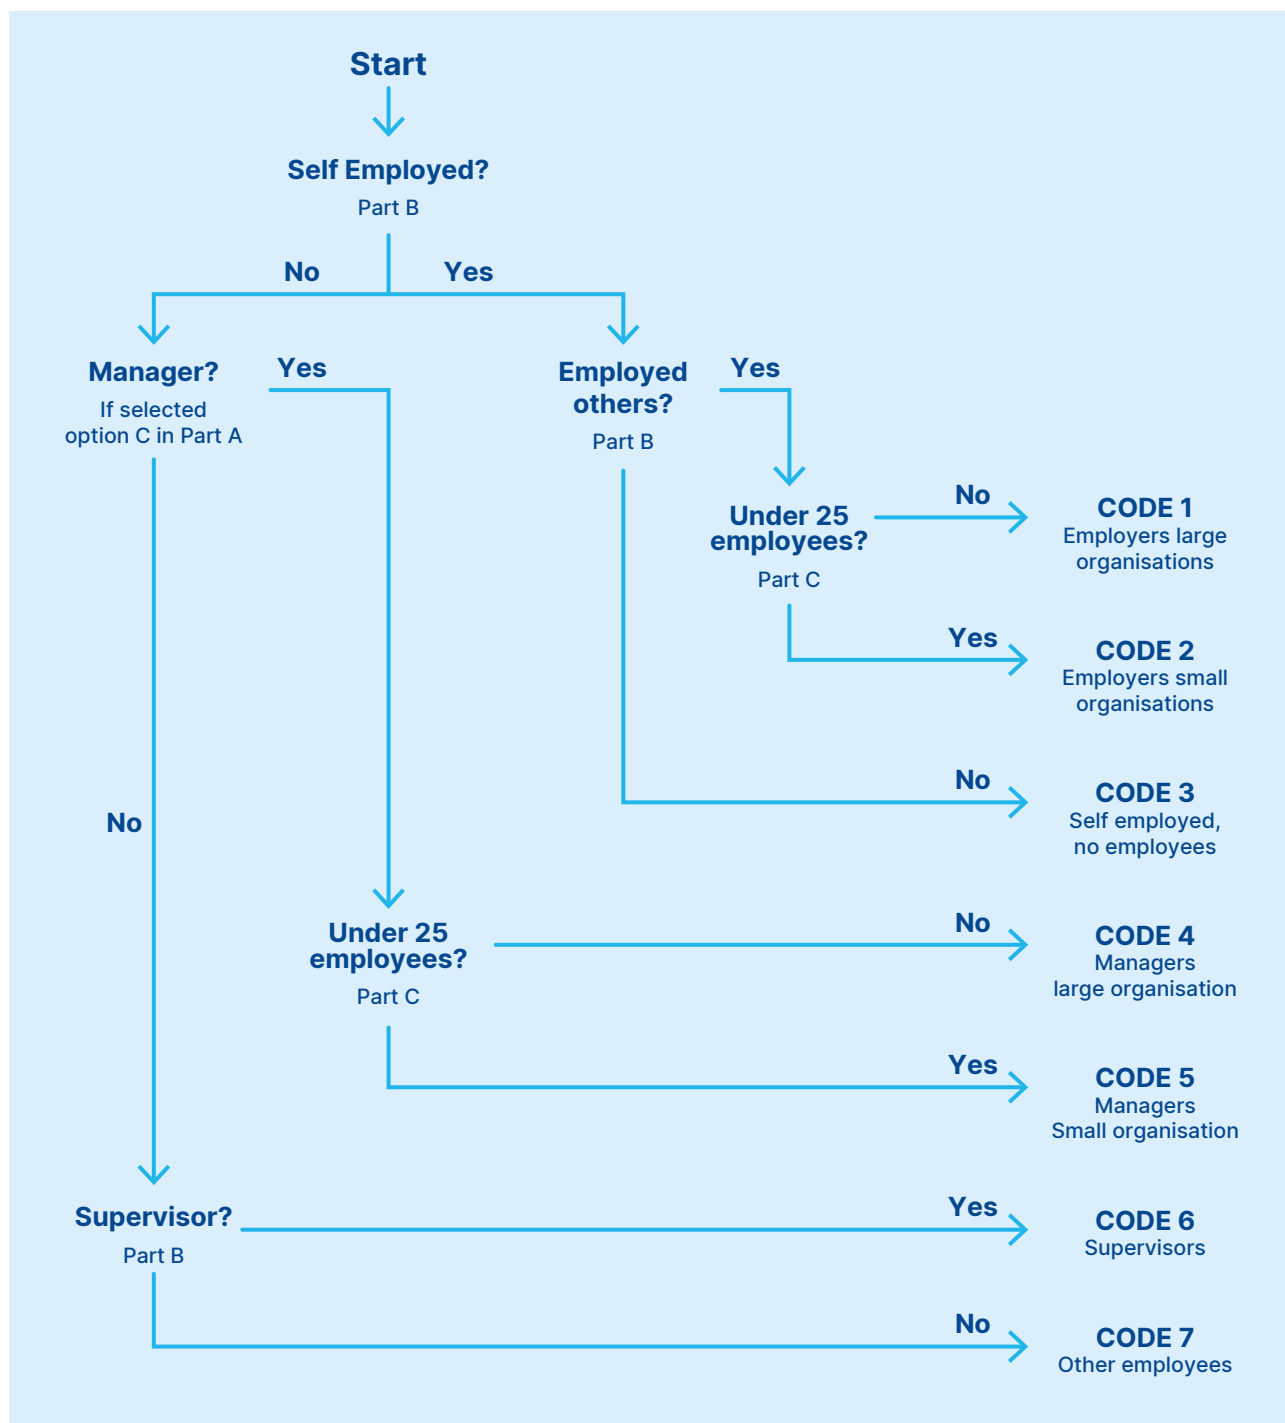 Start
Self Employed?
Part B
No
Yes
Manager?
If selected
option C in Part A
Yes
Employed
others?
Part B
Yes
Under 25
employees?
Part C
No
CODE 1
Employers large
organisations
Yes
CODE 2
Employers small
organisations
No
CODE 3
Self employed,
no employees
No
Under 25
employees?
Part C
No
CODE 4
Managers
large organisation
Yes
CODE 5
Managers
Small organisation
Supervisor?
Part B
Yes
CODE 6
Supervisors
No
CODE 7
Other employees